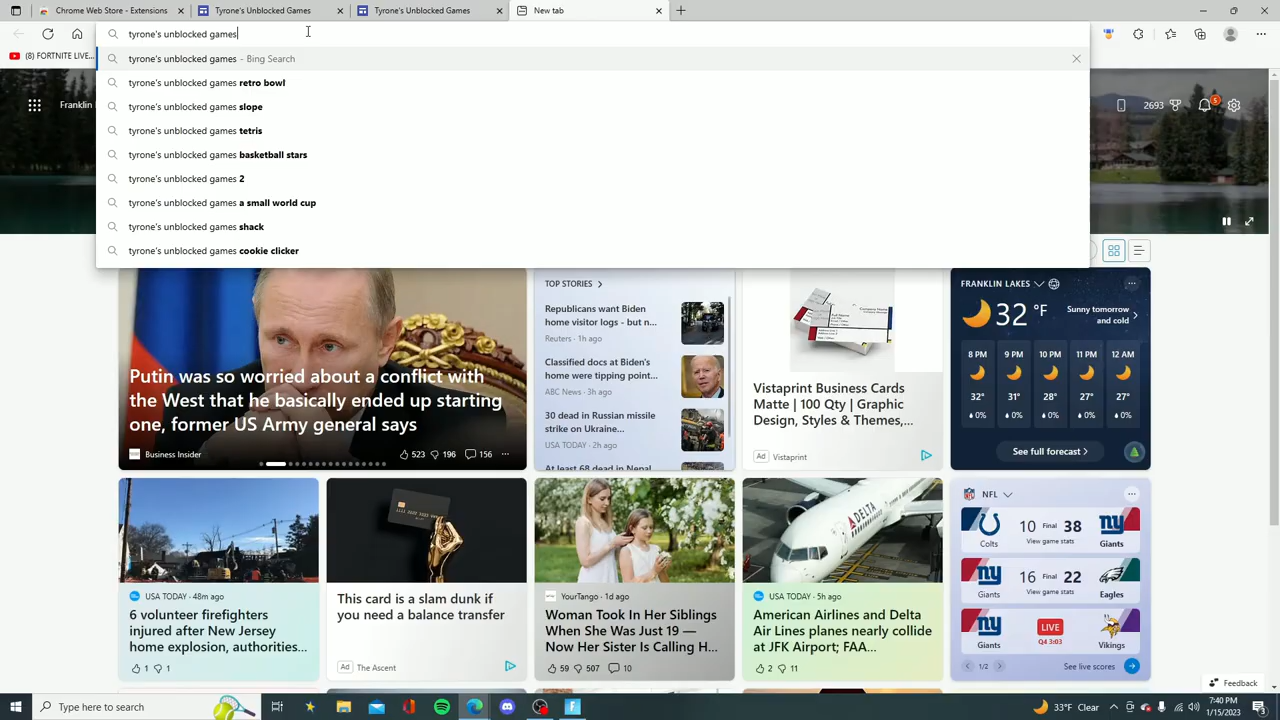 Chrome Web Store - Extensions
Tyrone's Unblocked Games
Tyrone's Unblocked Games
New tab
tyrone's unblocked games
(8) FORTNITE LIVE...
tyrone's unblocked games - Bing Search
tyrone's unblocked games retro bowl
tyrone's unblocked games slope
tyrone's unblocked games tetris
tyrone's unblocked games basketball stars
tyrone's unblocked games 2
tyrone's unblocked games a small world cup
tyrone's unblocked games shack
tyrone's unblocked games cookie clicker
Franklin
2693
5
Putin was so worried about a conflict with
the West that he basically ended up starting
one, former US Army general says
Business Insider
523 196 156
TOP STORIES
Republicans want Biden
home visitor logs - but n...
Reuters · 1h ago
Classified docs at Biden's
home were tipping point...
ABC News · 3h ago
30 dead in Russian missile
strike on Ukraine...
USA TODAY · 2h ago
At least 68 dead in Nepal
Vistaprint Business Cards
Matte | 100 Qty | Graphic
Design, Styles & Themes,...
Ad Vistaprint
FRANKLIN LAKES
32 °F
Sunny tomorrow
and cold
8 PM 9 PM 10 PM 11 PM 12 AM
32° 31° 28° 27° 27°
0% 0% 0% 0% 0%
See full forecast
USA TODAY · 48m ago
6 volunteer firefighters
injured after New Jersey
home explosion, authorities...
1 1
This card is a slam dunk if
you need a balance transfer
Ad The Ascent
YourTango · 1d ago
Woman Took In Her Siblings
When She Was Just 19 —
Now Her Sister Is Calling H...
59 507 10
DELTA
USA TODAY · 5h ago
American Airlines and Delta
Air Lines planes nearly collide
at JFK Airport; FAA...
2 11
NFL
10 Final 38
Colts View game stats Giants
16 Final 22
Giants View game stats Eagles
LIVE
Q4 3:03
Giants Vikings
1/2
See live scores
Feedback
Type here to search
33°F Clear
7:40 PM
1/15/2023
3